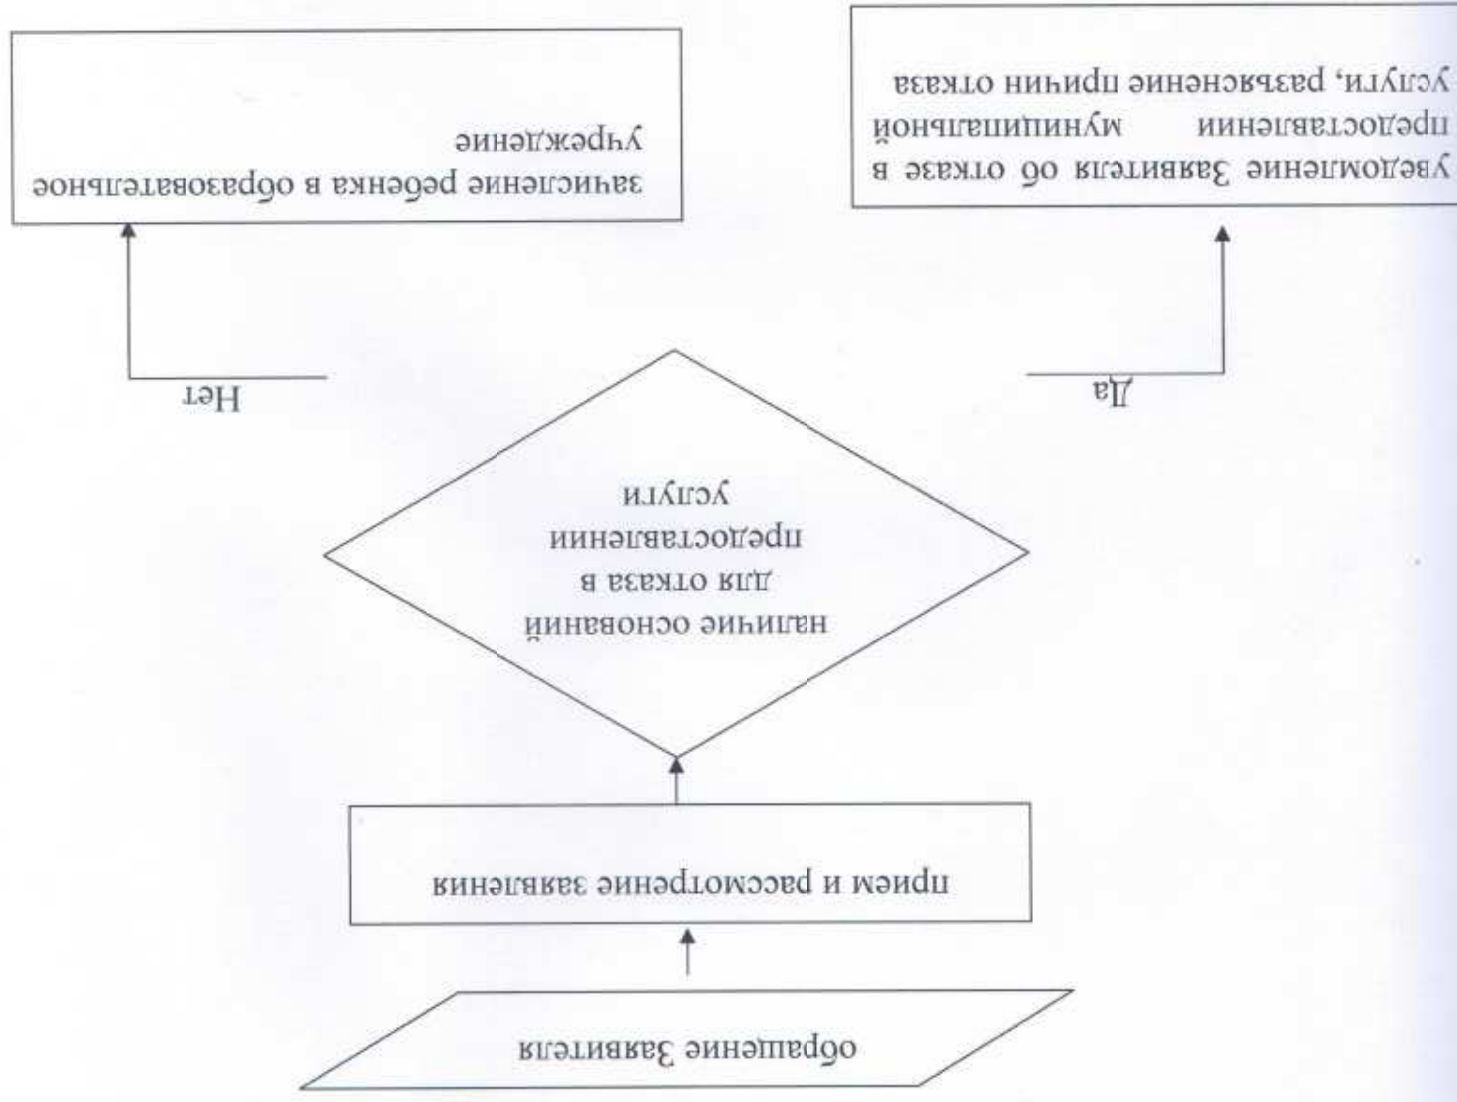 обращение Заявителя
прием и рассмотрение заявления
наличие оснований
для отказа в
предоставлении
услуги
Да
Нет
уведомление Заявителя об отказе в
предоставлении муниципальной
услуги, разъяснение причин отказа
зачисление ребенка в образовательное
учреждение